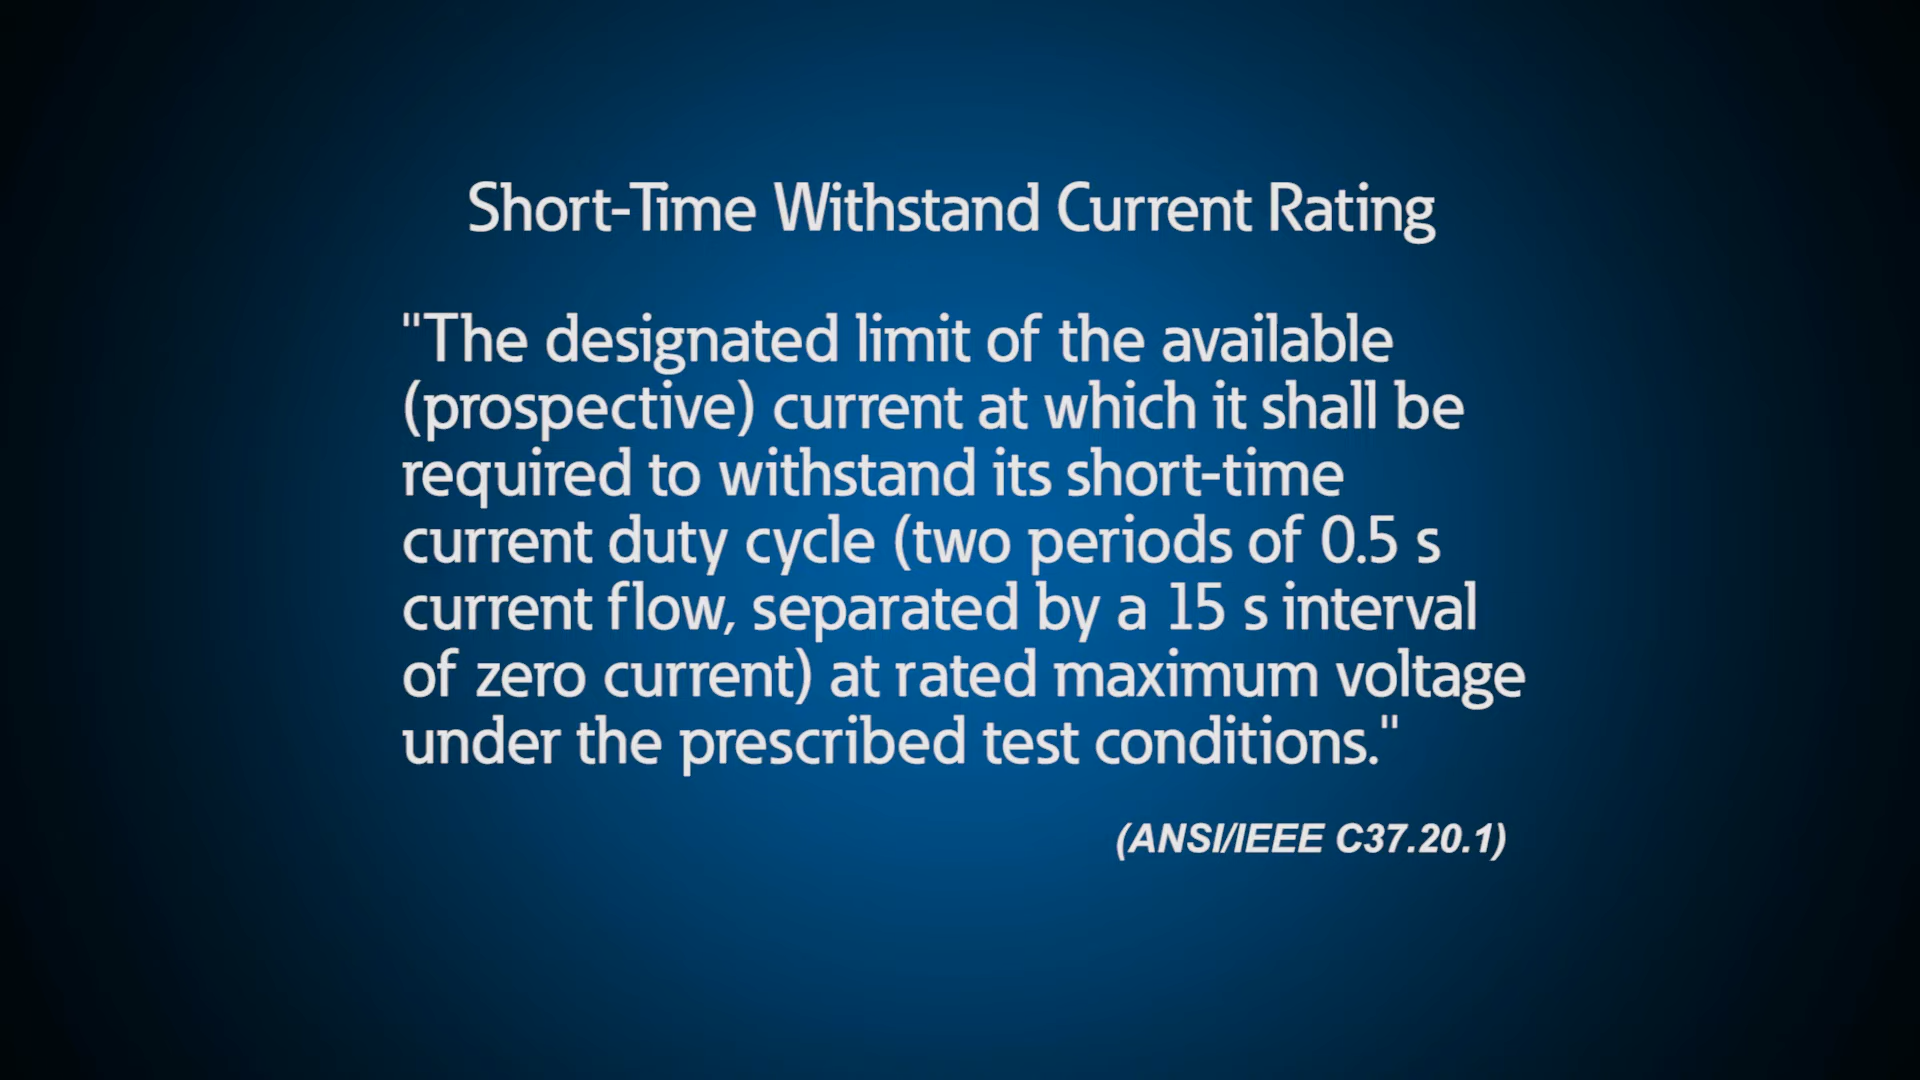 Short-Time Withstand Current Rating
"The designated limit of the available
(prospective) current at which it shall be
required to withstand its short-time
current duty cycle (two periods of 0.5 s
current flow, separated by a 15 s interval
of zero current) at rated maximum voltage
under the prescribed test conditions."
(ANSI/IEEE C37.20.1)